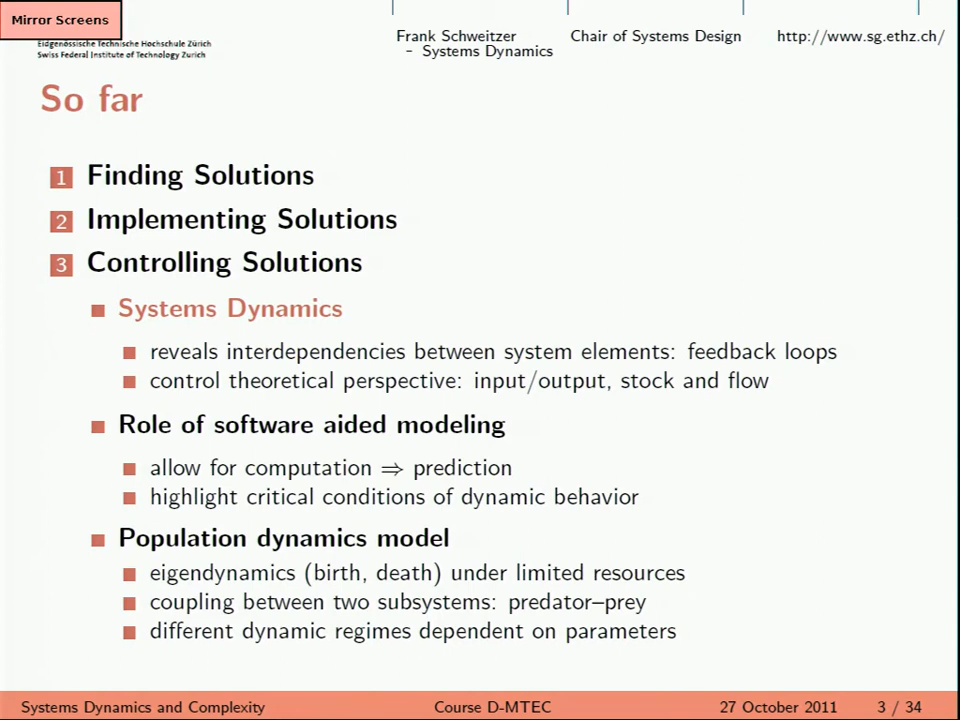 Mirror Screens
Eidgenössische Technische Hochschule Zürich
Swiss Federal Institute of Technology Zurich
Frank Schweitzer
– Systems Dynamics
Chair of Systems Design
http://www.sg.ethz.ch/
So far
1 Finding Solutions
2 Implementing Solutions
3 Controlling Solutions
Systems Dynamics
reveals interdependencies between system elements: feedback loops
control theoretical perspective: input/output, stock and flow
Role of software aided modeling
allow for computation ⇒ prediction
highlight critical conditions of dynamic behavior
Population dynamics model
eigendynamics (birth, death) under limited resources
coupling between two subsystems: predator–prey
different dynamic regimes dependent on parameters
Systems Dynamics and Complexity
Course D-MTEC
27 October 2011
3 / 34